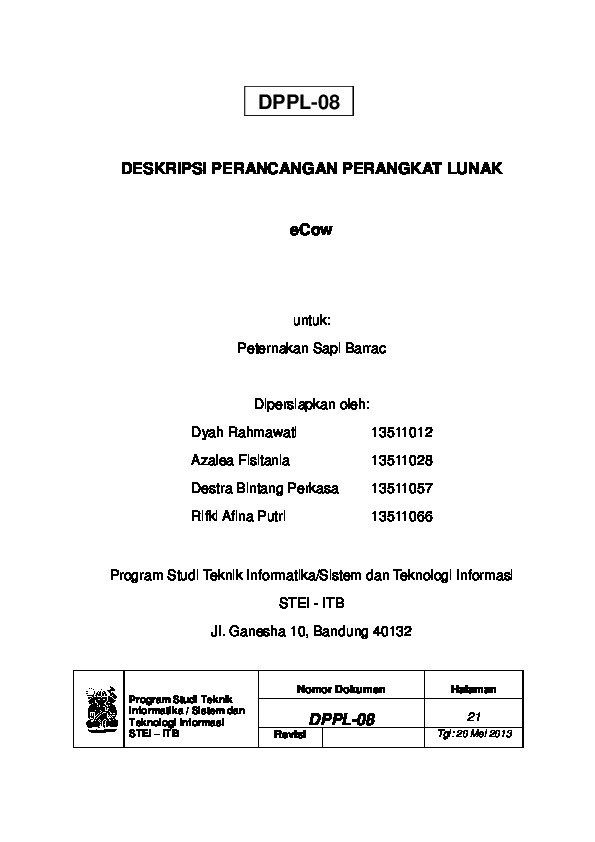 DPPL-08
DESKRIPSI PERANCANGAN PERANGKAT LUNAK
eCow
untuk:
Peternakan Sapi Barrac
Dipersiapkan oleh:
Dyah Rahmawati 13511012
Azalea Fisitania 13511028
Destra Bintang Perkasa 13511057
Rifki Afina Putri 13511066
Program Studi Teknik Informatika/Sistem dan Teknologi Informasi
STEI - ITB
Jl. Ganesha 10, Bandung 40132
Program Studi Teknik
Informatika / Sistem dan
Teknologi Informasi
STEI – ITB
Nomor Dokumen
DPPL-08
Revisi
Halaman
21
Tgl: 20 Mei 2013